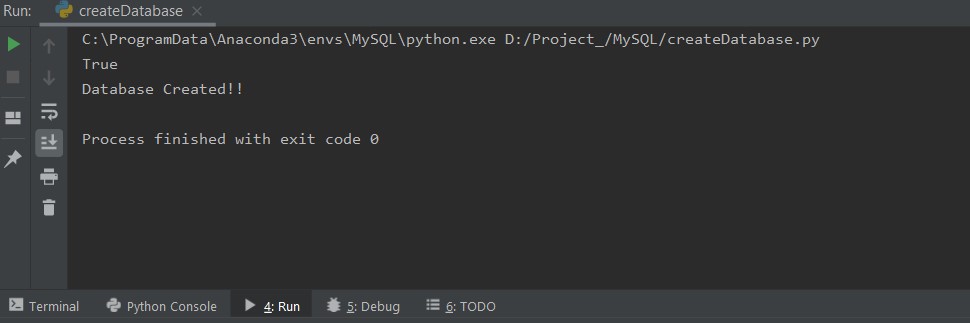 Run: createDatabase
C:\ProgramData\Anaconda3\envs\MySQL\python.exe D:/Project_/MySQL/createDatabase.py
True
Database Created!!
Process finished with exit code 0
Terminal Python Console 4: Run 5: Debug 6: TODO